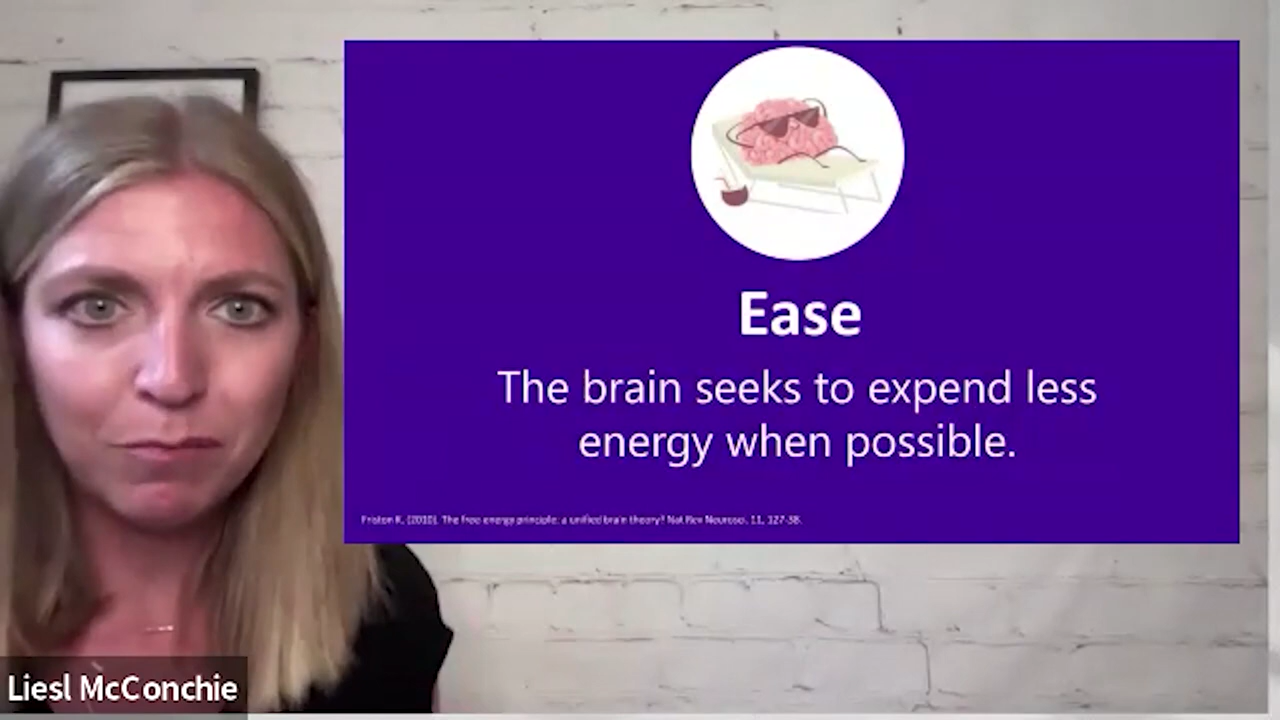 Ease
The brain seeks to expend less
energy when possible.
Friston K. (2010). The free energy principle: a unified brain theory? Nat Rev Neurosci. 11, 127-38.
Liesl McConchie